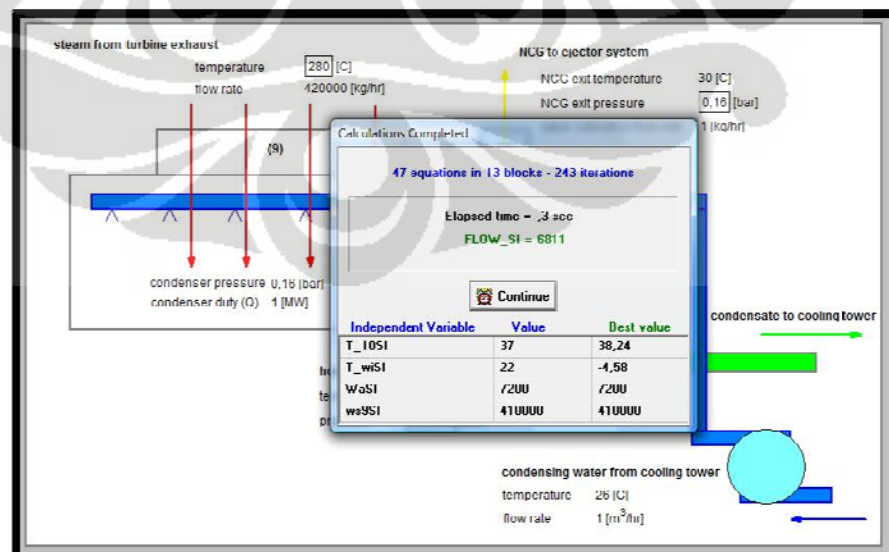 steam from turbine exhaust
temperature 280 [C]
flow rate 420000 [kg/hr]
NCG to ejector system
NCG exit temperature 30 [C]
NCG exit pressure 0,16 [bar]
1 [kg/hr]
(9)
Calculations Completed
47 equations in 13 blocks - 243 iterations
Elapsed time = ,3 sec
FLOW_SI = 6811
Continue
Independent Variable Value Best value
T_10SI 37 38,24
T_wiSI 22 -4,58
WaSI 7200 7200
ws9SI 410000 410000
condenser pressure 0,16 [bar]
condenser duty (Q) 1 [MW]
condensate to cooling tower
condensing water from cooling tower
temperature 26 [C]
flow rate 1 [m³/hr]